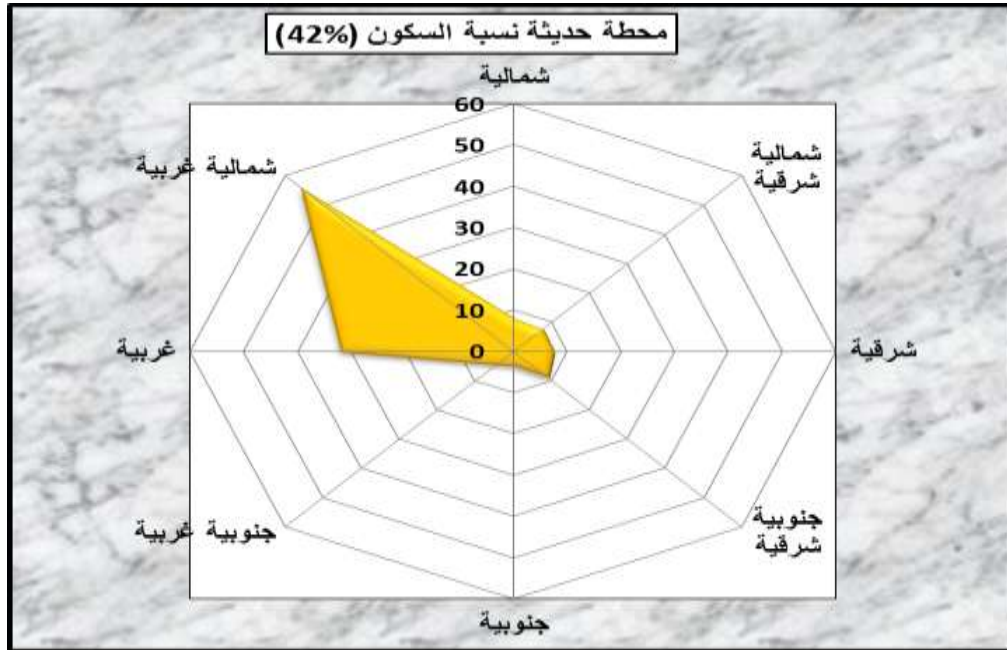 محطة حديثة نسبة السكون (42%)
شمالية
60
50
40
30
20
10
0
شمالية
شرقية
شرقية
جنوبية
شرقية
جنوبية
جنوبية غربية
غربية
شمالية غربية